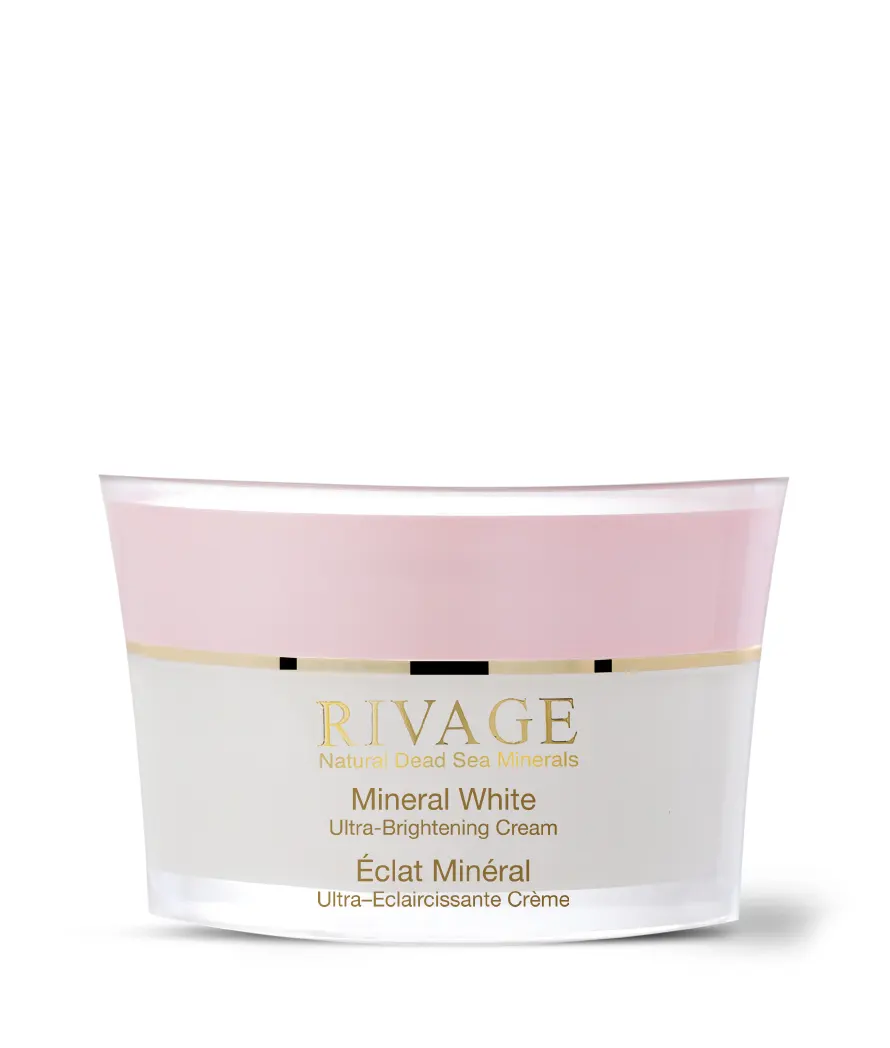 RIVAGE
Natural Dead Sea Minerals
Mineral White
Ultra-Brightening Cream
Éclat Minéral
Ultra–Eclaircissante Crème